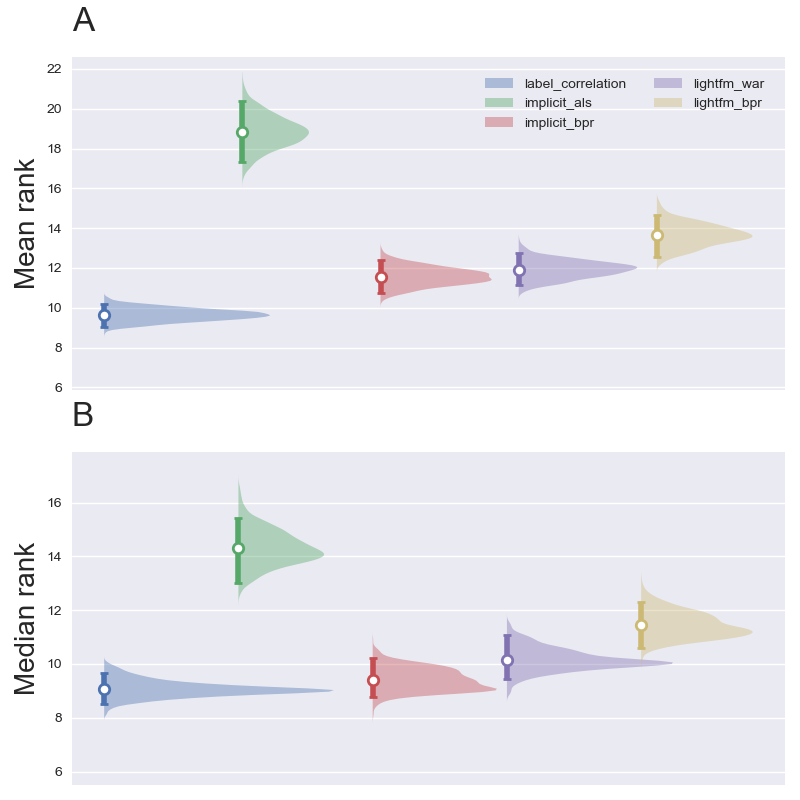 A
Mean rank
22
20
18
16
14
12
10
8
6
label_correlation
implicit_als
implicit_bpr
lightfm_war
lightfm_bpr
B
Median rank
16
14
12
10
8
6